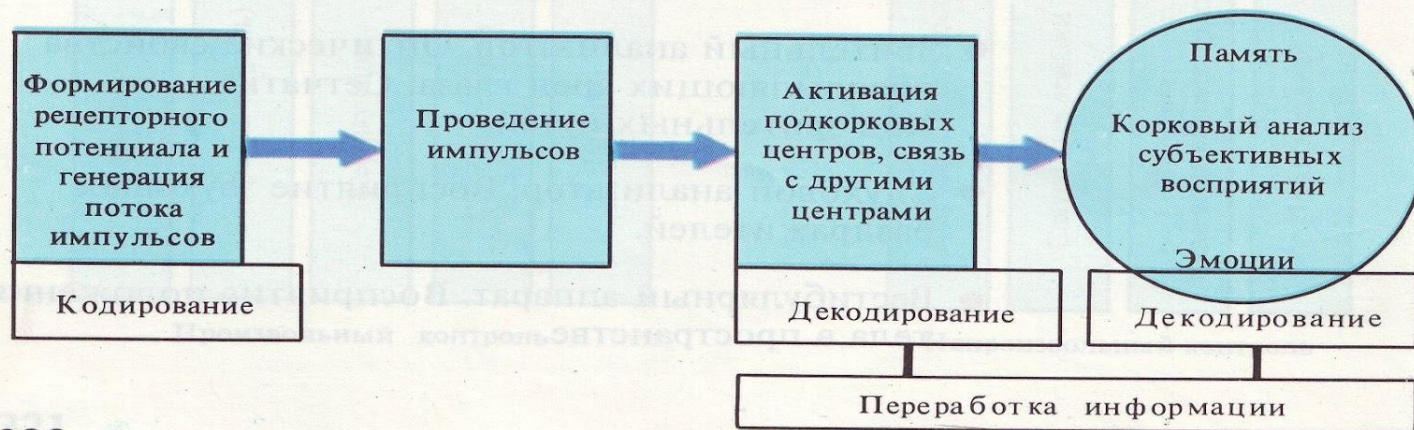 Формирование
рецепторного
потенциала и
генерация
потока
импульсов
Кодирование
Проведение
импульсов
Активация
подкорковых
центров, связь
с другими
центрами
Декодирование
Память
Корковый анализ
субъективных
восприятий
Эмоции
Декодирование
Переработка информации